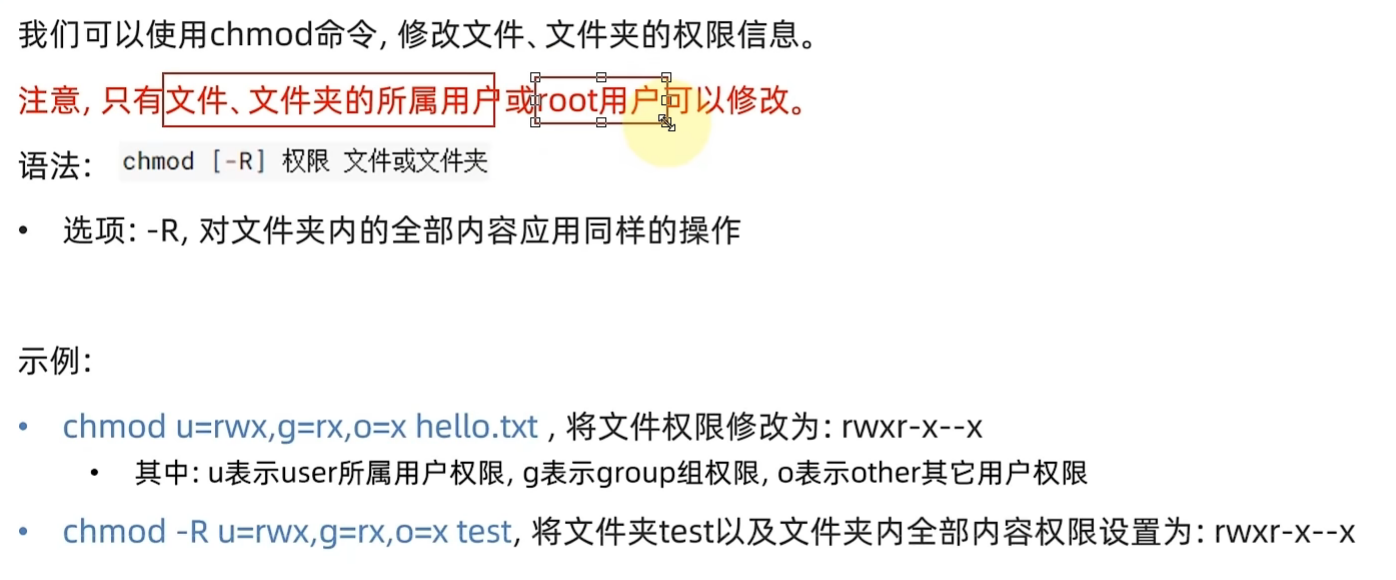 我们可以使用chmod命令, 修改文件、文件夹的权限信息。
注意, 只有文件、文件夹的所属用户或root用户可以修改。
语法: chmod [-R] 权限 文件或文件夹
• 选项: -R, 对文件夹内的全部内容应用同样的操作
示例:
• chmod u=rwx,g=rx,o=x hello.txt , 将文件权限修改为: rwxr-x--x
• 其中: u表示user所属用户权限, g表示group组权限, o表示other其它用户权限
• chmod -R u=rwx,g=rx,o=x test, 将文件夹test以及文件夹内全部内容权限设置为: rwxr-x--x